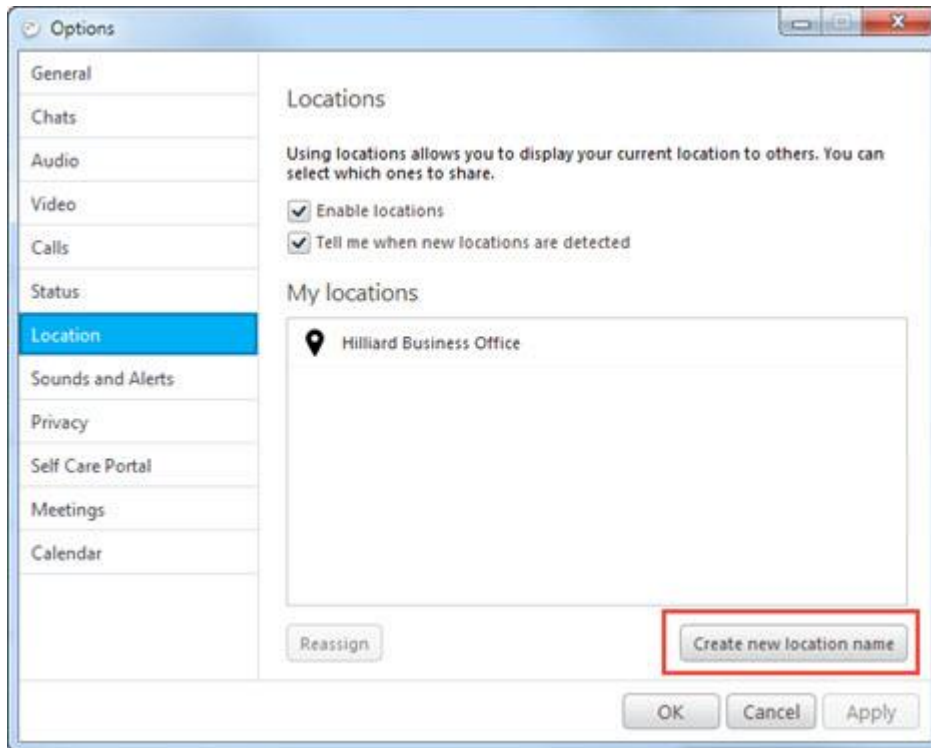 Options
General
Chats
Audio
Video
Calls
Status
Location
Sounds and Alerts
Privacy
Self Care Portal
Meetings
Calendar
Locations
Using locations allows you to display your current location to others. You can
select which ones to share.
Enable locations
Tell me when new locations are detected
My locations
Hilliard Business Office
Reassign
Create new location name
OK
Cancel
Apply